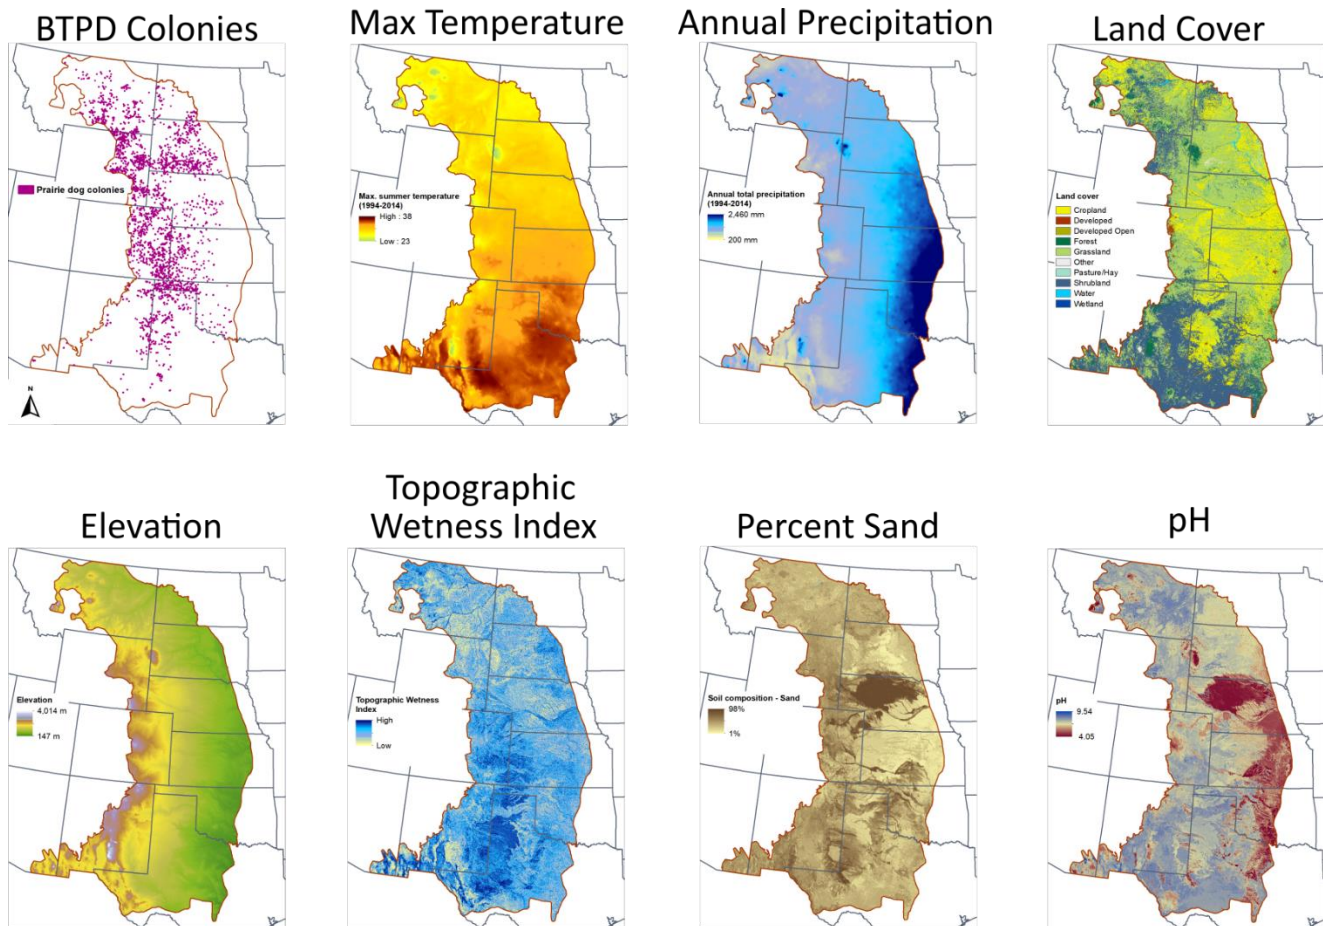 BTPD Colonies
Max Temperature
Annual Precipitation
Land Cover
Prairie dog colonies
N
Max. summer temperature
(1994-2014)
High : 38
Low : 23
Annual total precipitation
(1994-2014)
2,460 mm
200 mm
Land cover
Cropland
Developed
Developed Open
Forest
Grassland
Other
Pasture/Hay
Shrubland
Water
Wetland
Elevation
Topographic
Wetness Index
Percent Sand
pH
Elevation
4,014 m
147 m
Topographic Wetness
Index
High
Low
Soil composition - Sand
98%
1%
pH
9.54
4.05